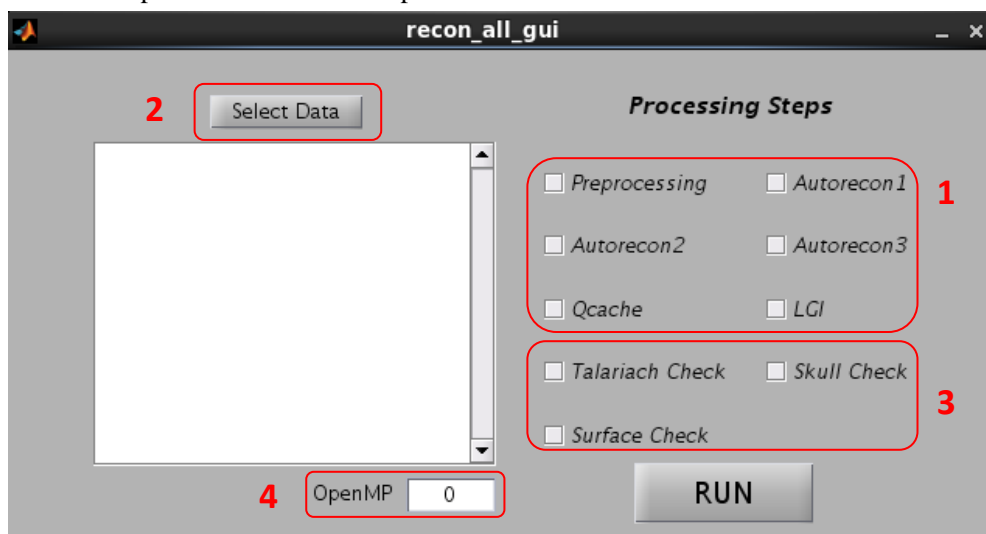 recon_all_gui
2 Select Data
Processing Steps
Preprocessing Autorecon1
1
Autorecon2 Autorecon3
Qcache LGI
Talariach Check Skull Check
3
Surface Check
4 OpenMP 0
RUN